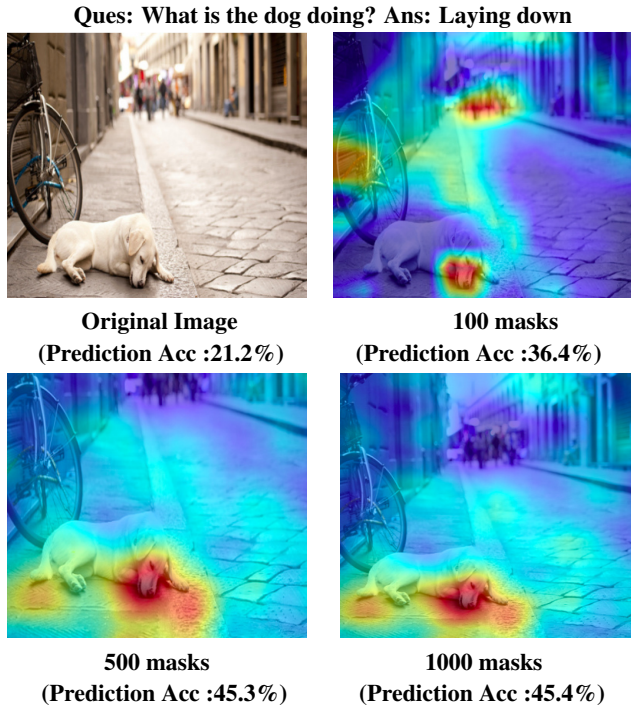 Ques: What is the dog doing? Ans: Laying down
Original Image
(Prediction Acc :21.2%)
100 masks
(Prediction Acc :36.4%)
500 masks
(Prediction Acc :45.3%)
1000 masks
(Prediction Acc :45.4%)